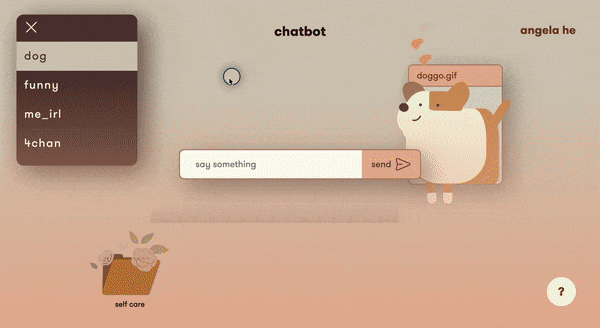 chatbot
angela he
dog
funny
me_irl
4chan
doggo.gif
say something
send
self care
?